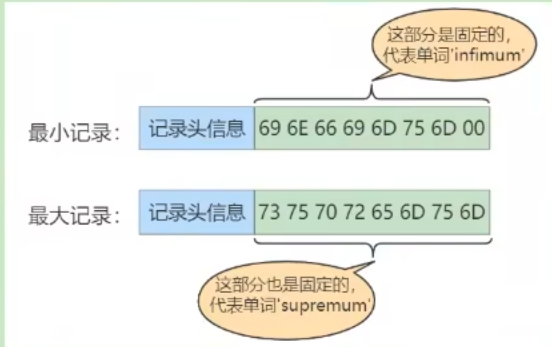 这部分是固定的，
代表单词'infimum'
最小记录： 记录头信息 69 6E 66 69 6D 75 6D 00
最大记录： 记录头信息 73 75 70 72 65 6D 75 6D
这部分也是固定的，
代表单词'supremum'